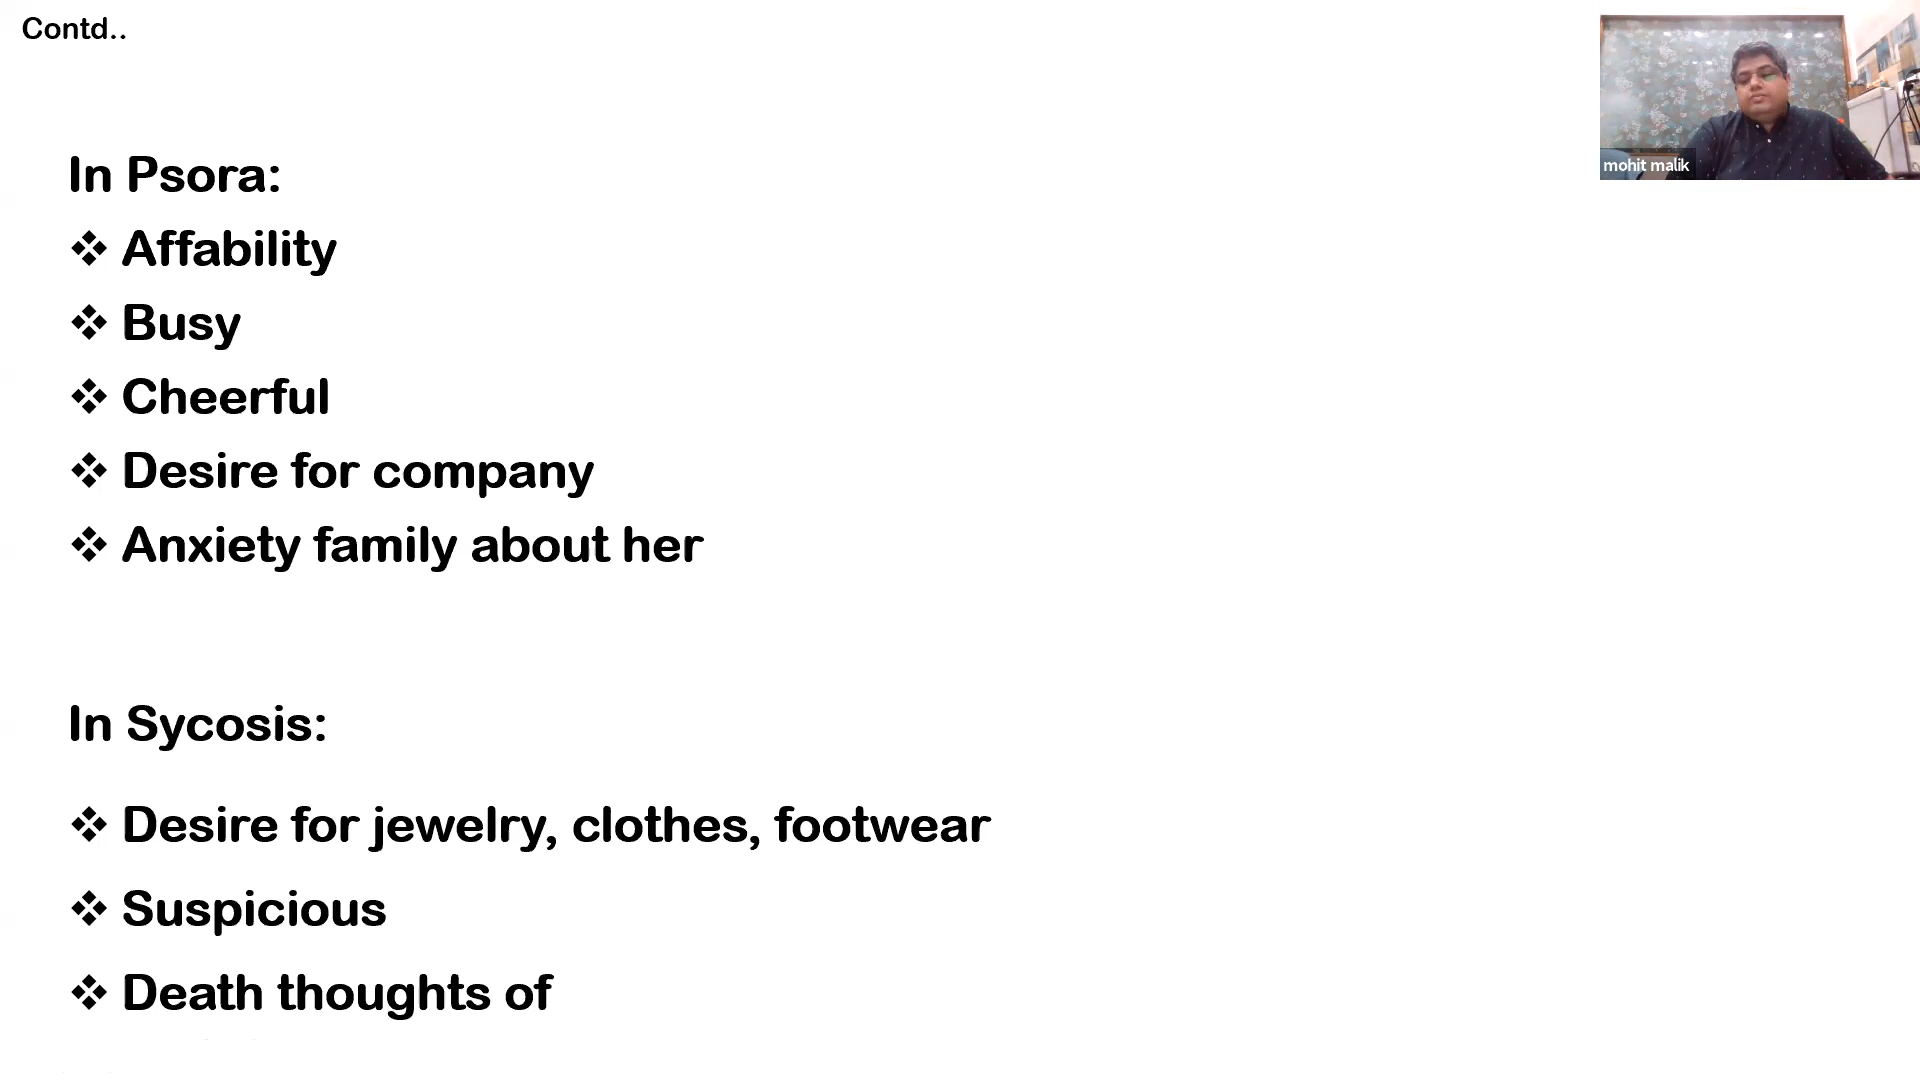 Contd..
mohit malik
In Psora:
❖ Affability
❖ Busy
❖ Cheerful
❖ Desire for company
❖ Anxiety family about her
In Sycosis:
❖ Desire for jewelry, clothes, footwear
❖ Suspicious
❖ Death thoughts of